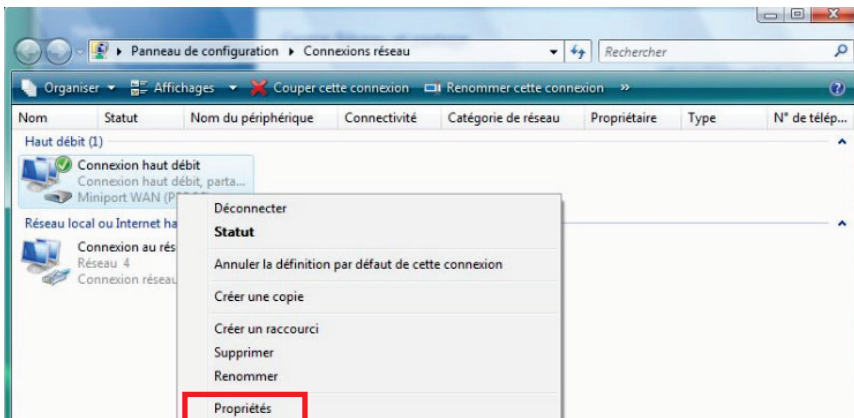 Panneau de configuration ▸ Connexions réseau Rechercher
Organiser Affichages Couper cette connexion Renommer cette connexion »
Nom Statut Nom du périphérique Connectivité Catégorie de réseau Propriétaire Type N° de télép...
Haut débit (1)
Connexion haut débit
Connexion haut débit, parta...
Miniport WAN
Déconnecter
Réseau local ou Internet
Statut
Connexion au
Réseau 4
Annuler la définition par défaut de cette connexion
Connexion
Créer une copie
Créer un raccourci
Supprimer
Renommer
Propriétés